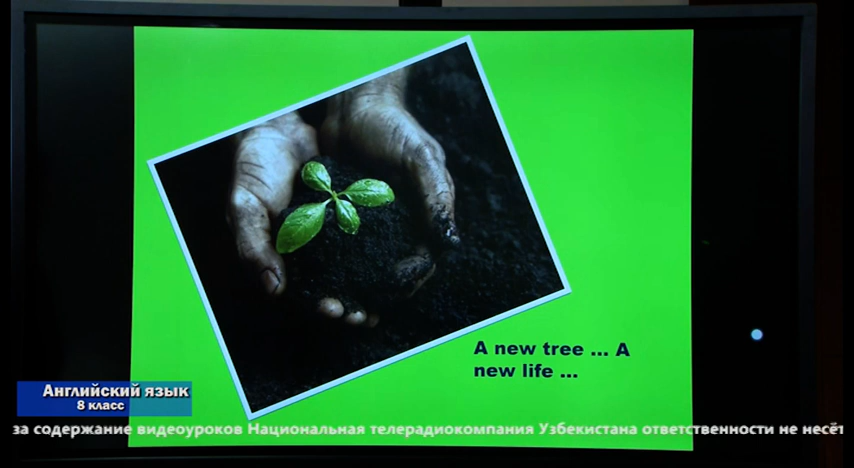 A new tree ... A
new life ...
Английский язык
8 класс
за содержание видеоуроков Национальная телерадиокомпания Узбекистана ответственности не несёт